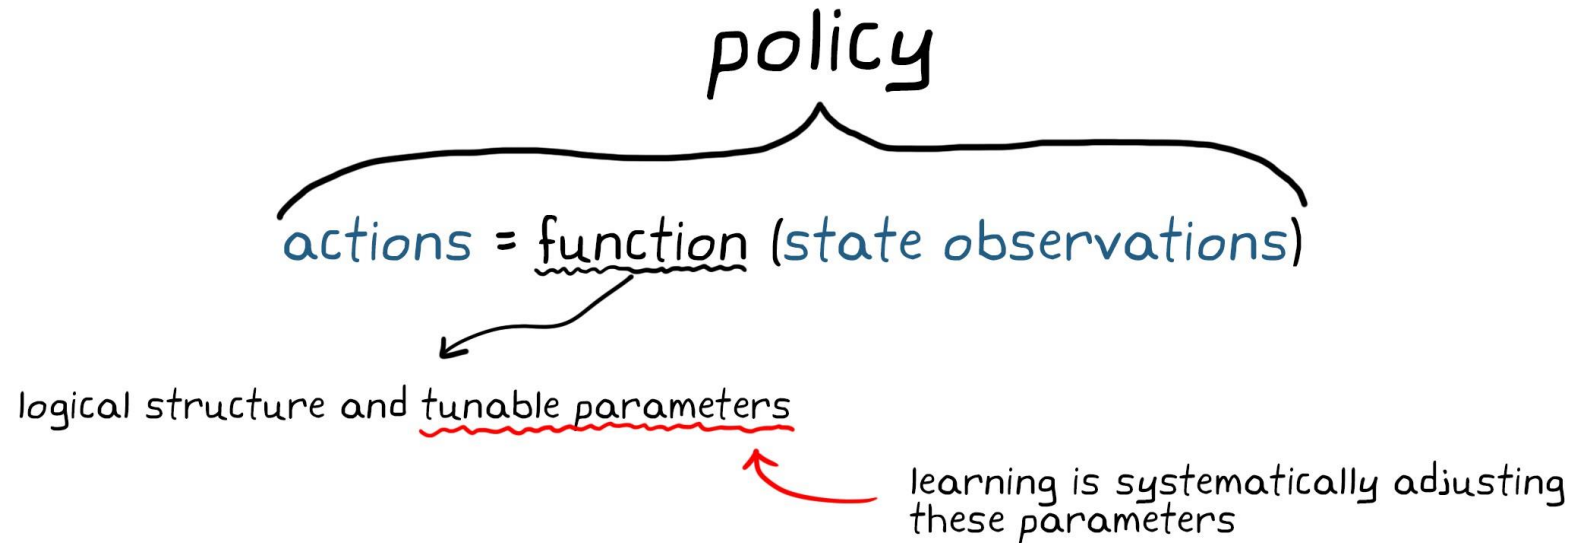 policy
actions = function (state observations)
logical structure and tunable parameters
learning is systematically adjusting
these parameters